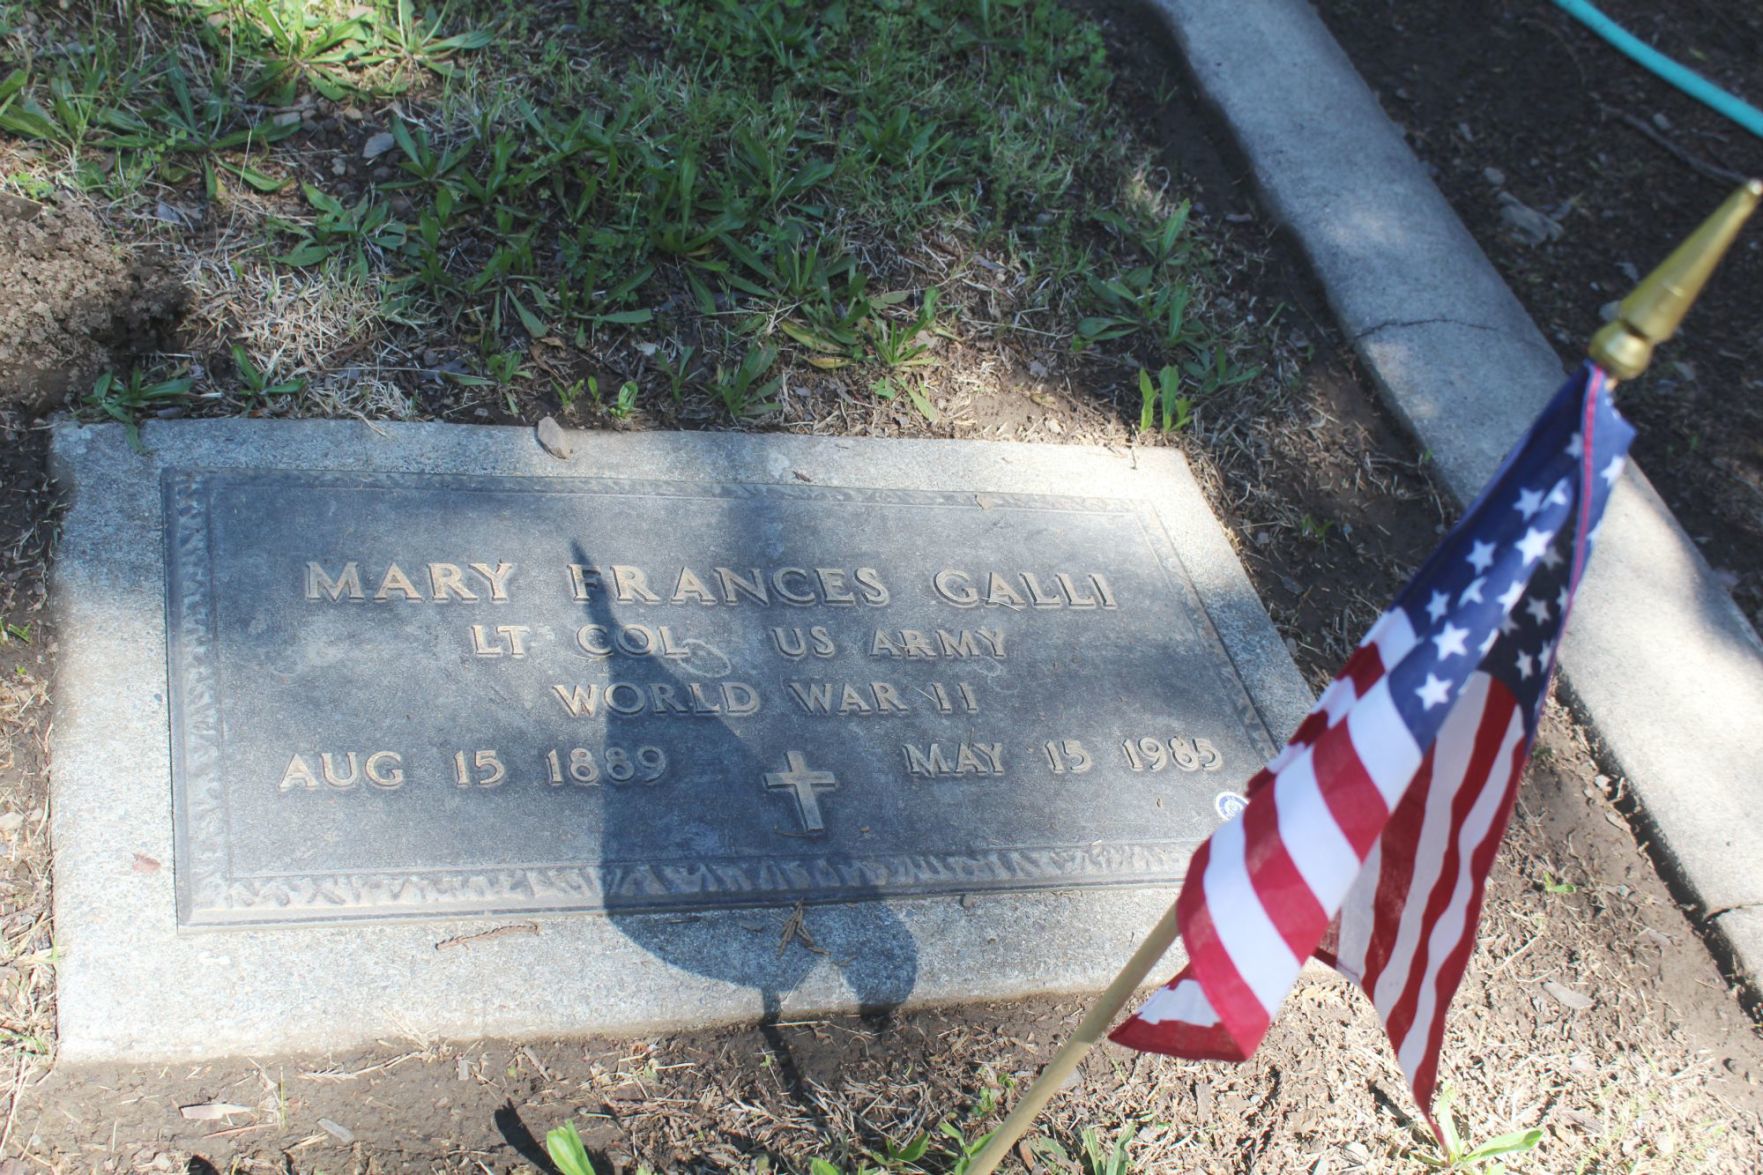 MARY FRANCES GALLI
LT COL US ARMY
WORLD WAR II
AUG 15 1889 MAY 15 1985